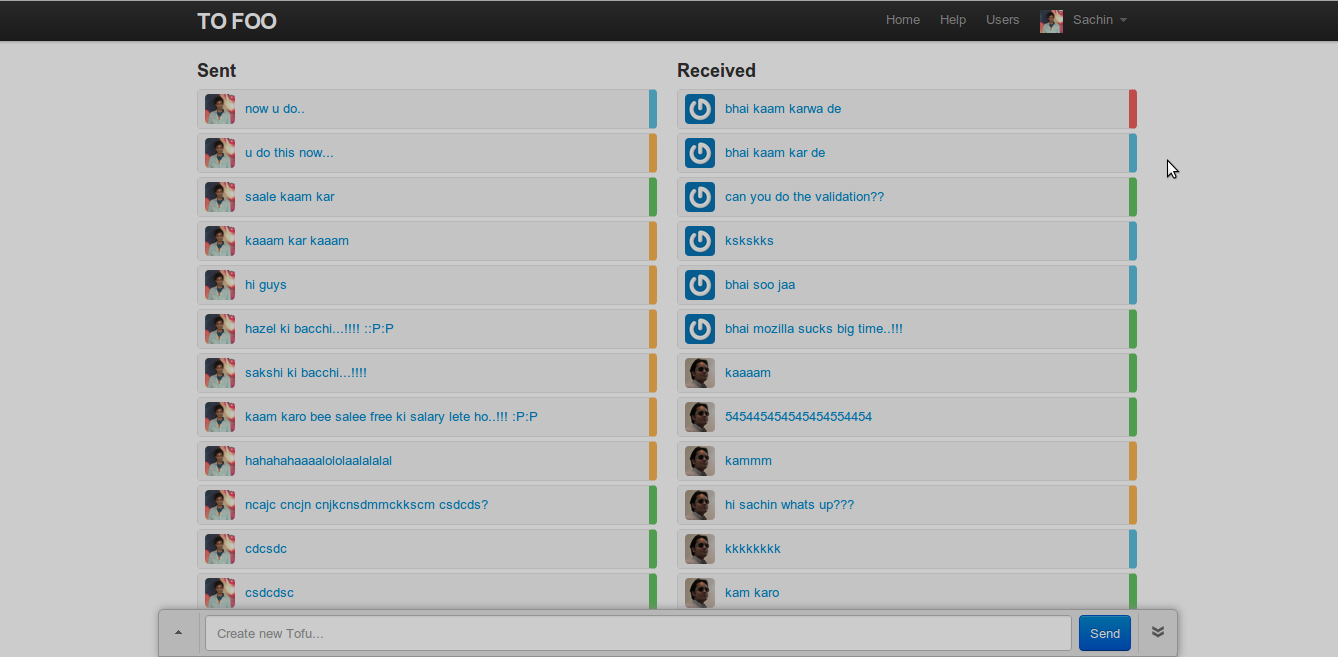 TO FOO
Home Help Users Sachin
Sent
now u do..
u do this now...
saale kaam kar
kaaam kar kaaam
hi guys
hazel ki bacchi...!!!! ::P:P
sakshi ki bacchi...!!!!
kaam karo bee salee free ki salary lete ho..!!! :P:P
hahahahaaaalololaalalalal
ncajc cncjn cnjkcnsdmmckkscm csdcds?
cdcsdc
csdcdsc
Received
bhai kaam karwa de
bhai kaam kar de
can you do the validation??
kskskks
bhai soo jaa
bhai mozilla sucks big time..!!!
kaaaam
545445454545454554454
kammm
hi sachin whats up???
kkkkkkkk
kam karo
Create new Tofu...
Send